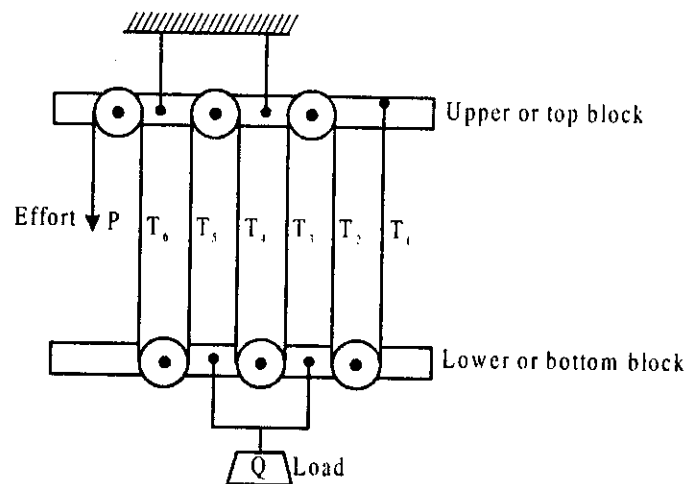 Upper or top block
Effort P T₆ T₅ T₄ T₃ T₂ T₁
Lower or bottom block
Q Load